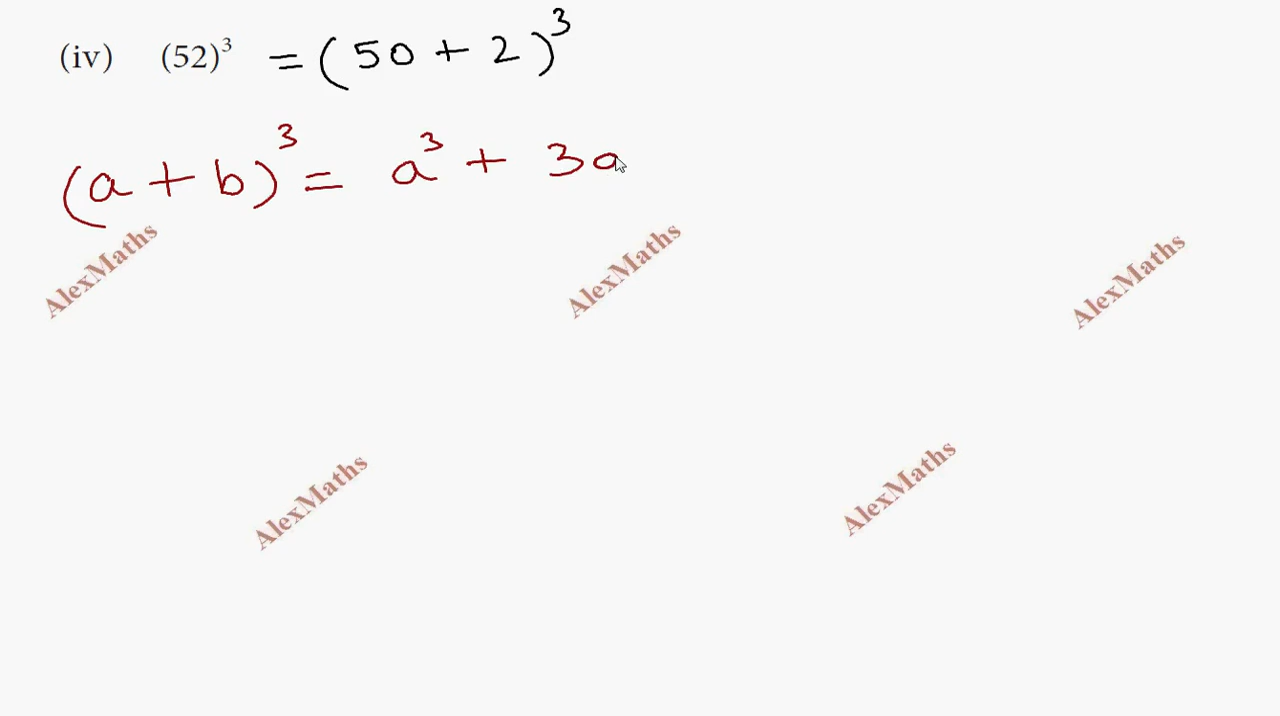 (iv) (52)³ = (50 + 2)³
(a + b)³ = a³ + 3a
AlexMaths
AlexMaths
AlexMaths
AlexMaths
AlexMaths